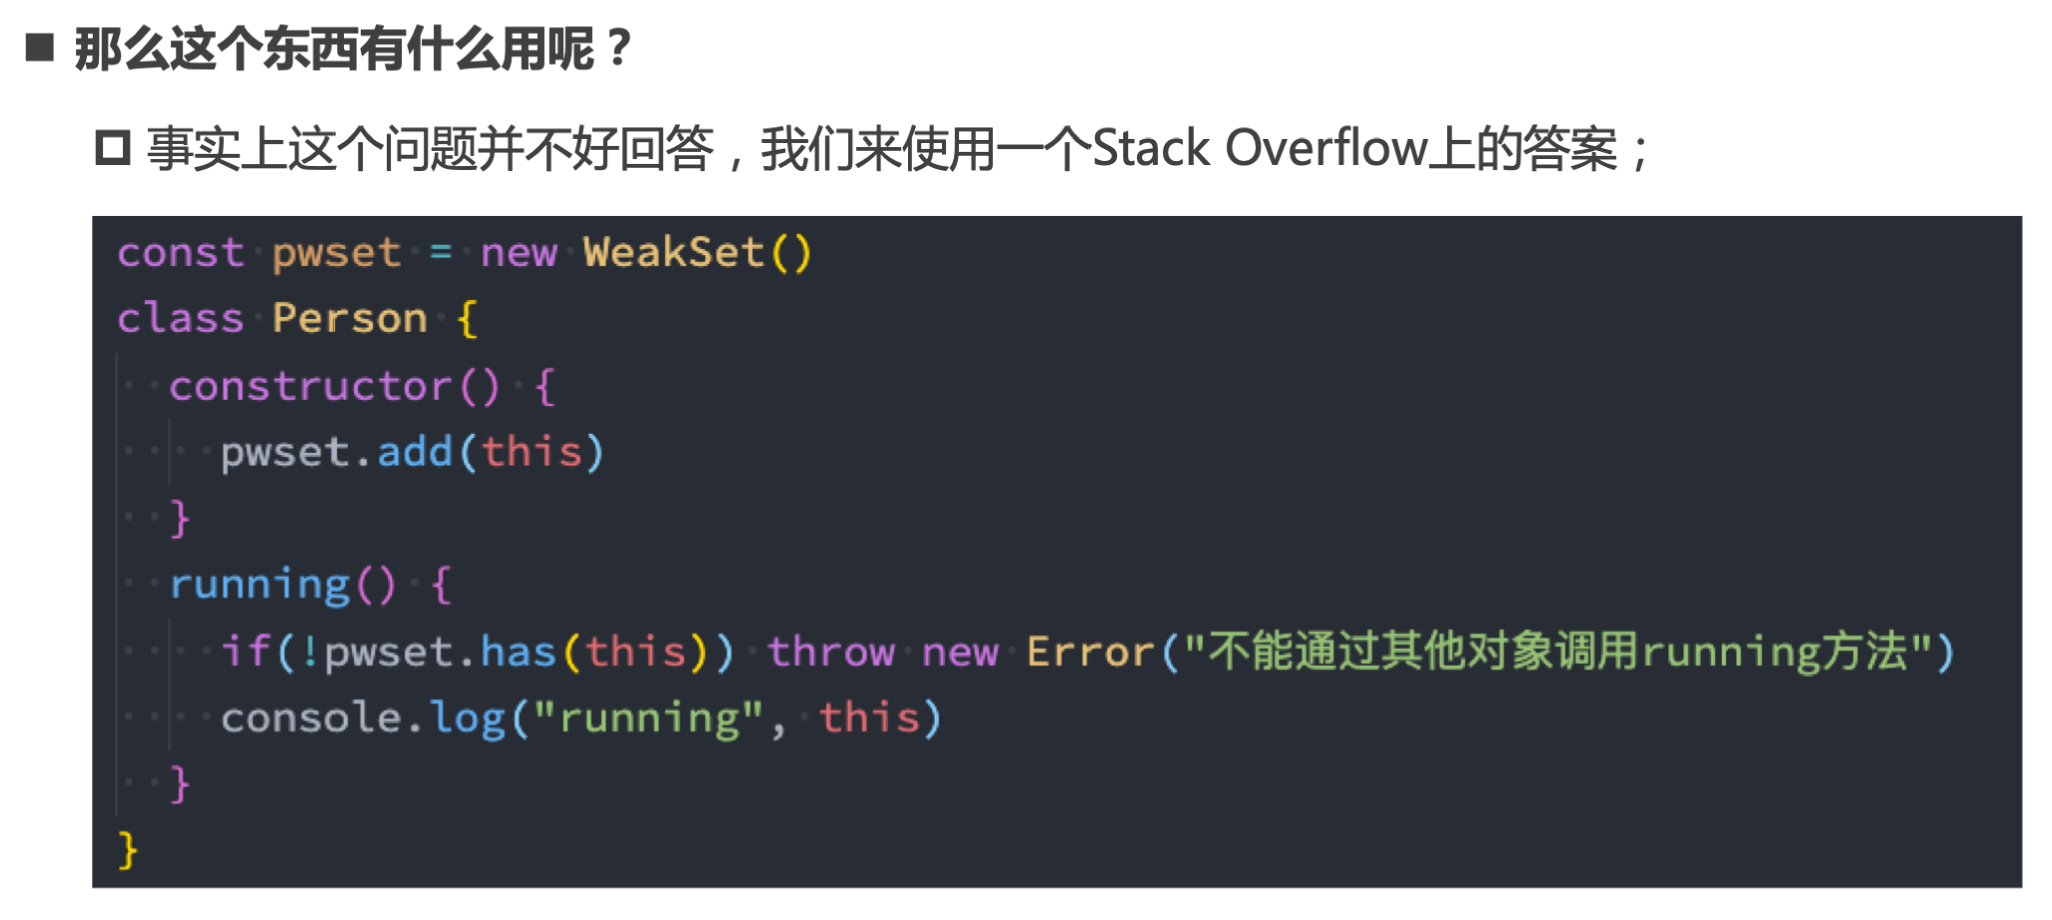 那么这个东西有什么用呢？
事实上这个问题并不好回答，我们来使用一个Stack Overflow上的答案；
const pwset = new WeakSet()
class Person {
  constructor() {
    pwset.add(this)
  }
  running() {
    if(!pwset.has(this)) throw new Error("不能通过其他对象调用running方法")
    console.log("running", this)
  }
}